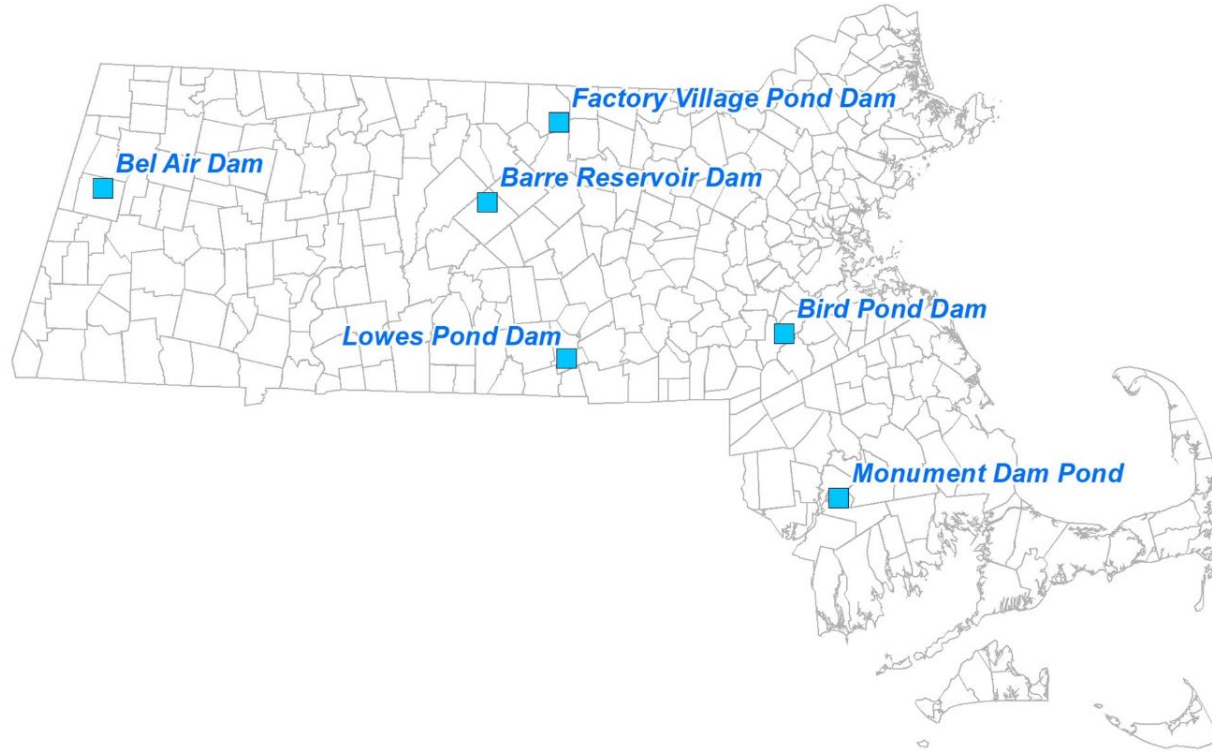 Factory Village Pond Dam
Bel Air Dam
Barre Reservoir Dam
Bird Pond Dam
Lowes Pond Dam
Monument Dam Pond